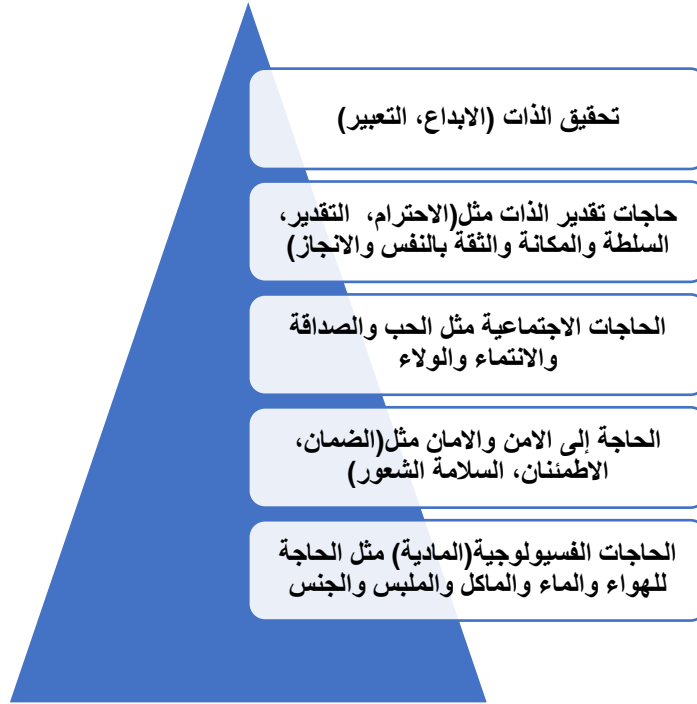 تحقيق الذات (الابداع، التعبير)
حاجات تقدير الذات مثل(الاحترام، التقدير،
السلطة والمكانة والثقة بالنفس والانجاز)
الحاجات الاجتماعية مثل الحب والصداقة
والانتماء والولاء
الحاجة إلى الامن والامان مثل(الضمان،
الاطمئنان، السلامة الشعور)
الحاجات الفسيولوجية(المادية) مثل الحاجة
للهواء والماء والماكل والملبس والجنس